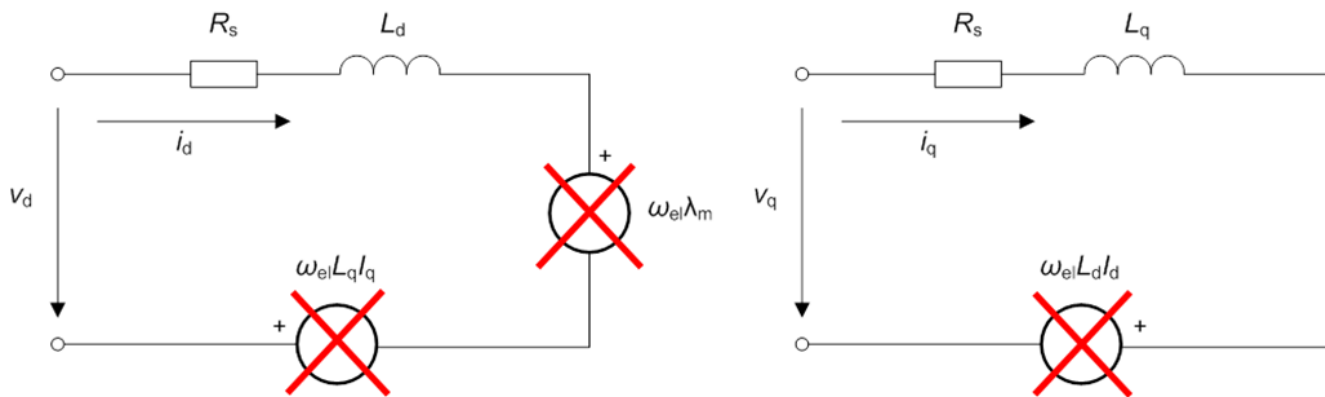 Rs Ld
id
vd
+
ωelλm
ωelLqIq
+
Rs Lq
iq
vq
ωelLdId
+